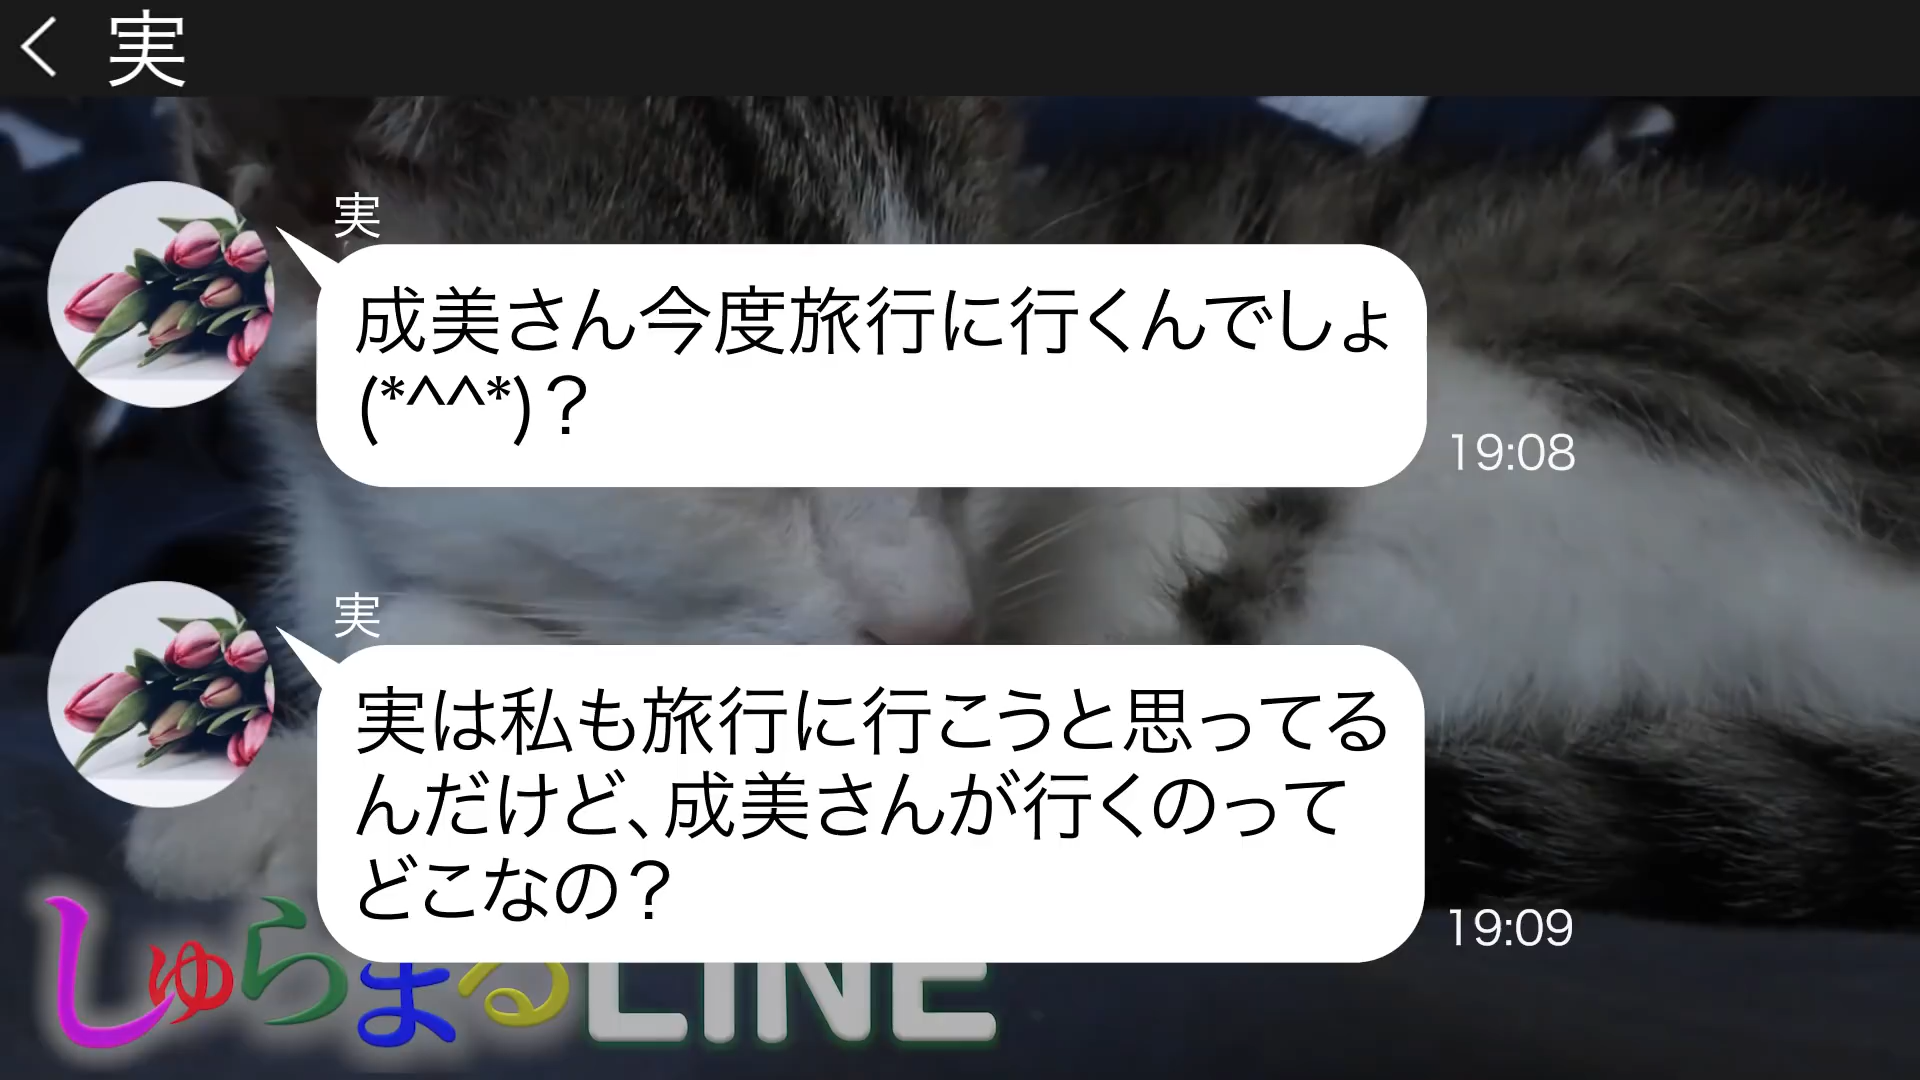 実
実
成美さん今度旅行に行くんでしょ
(*^^*)？
19:08
実
実は私も旅行に行こうと思ってる
んだけど、成美さんが行くのって
どこなの？
19:09
しゅらまるLINE